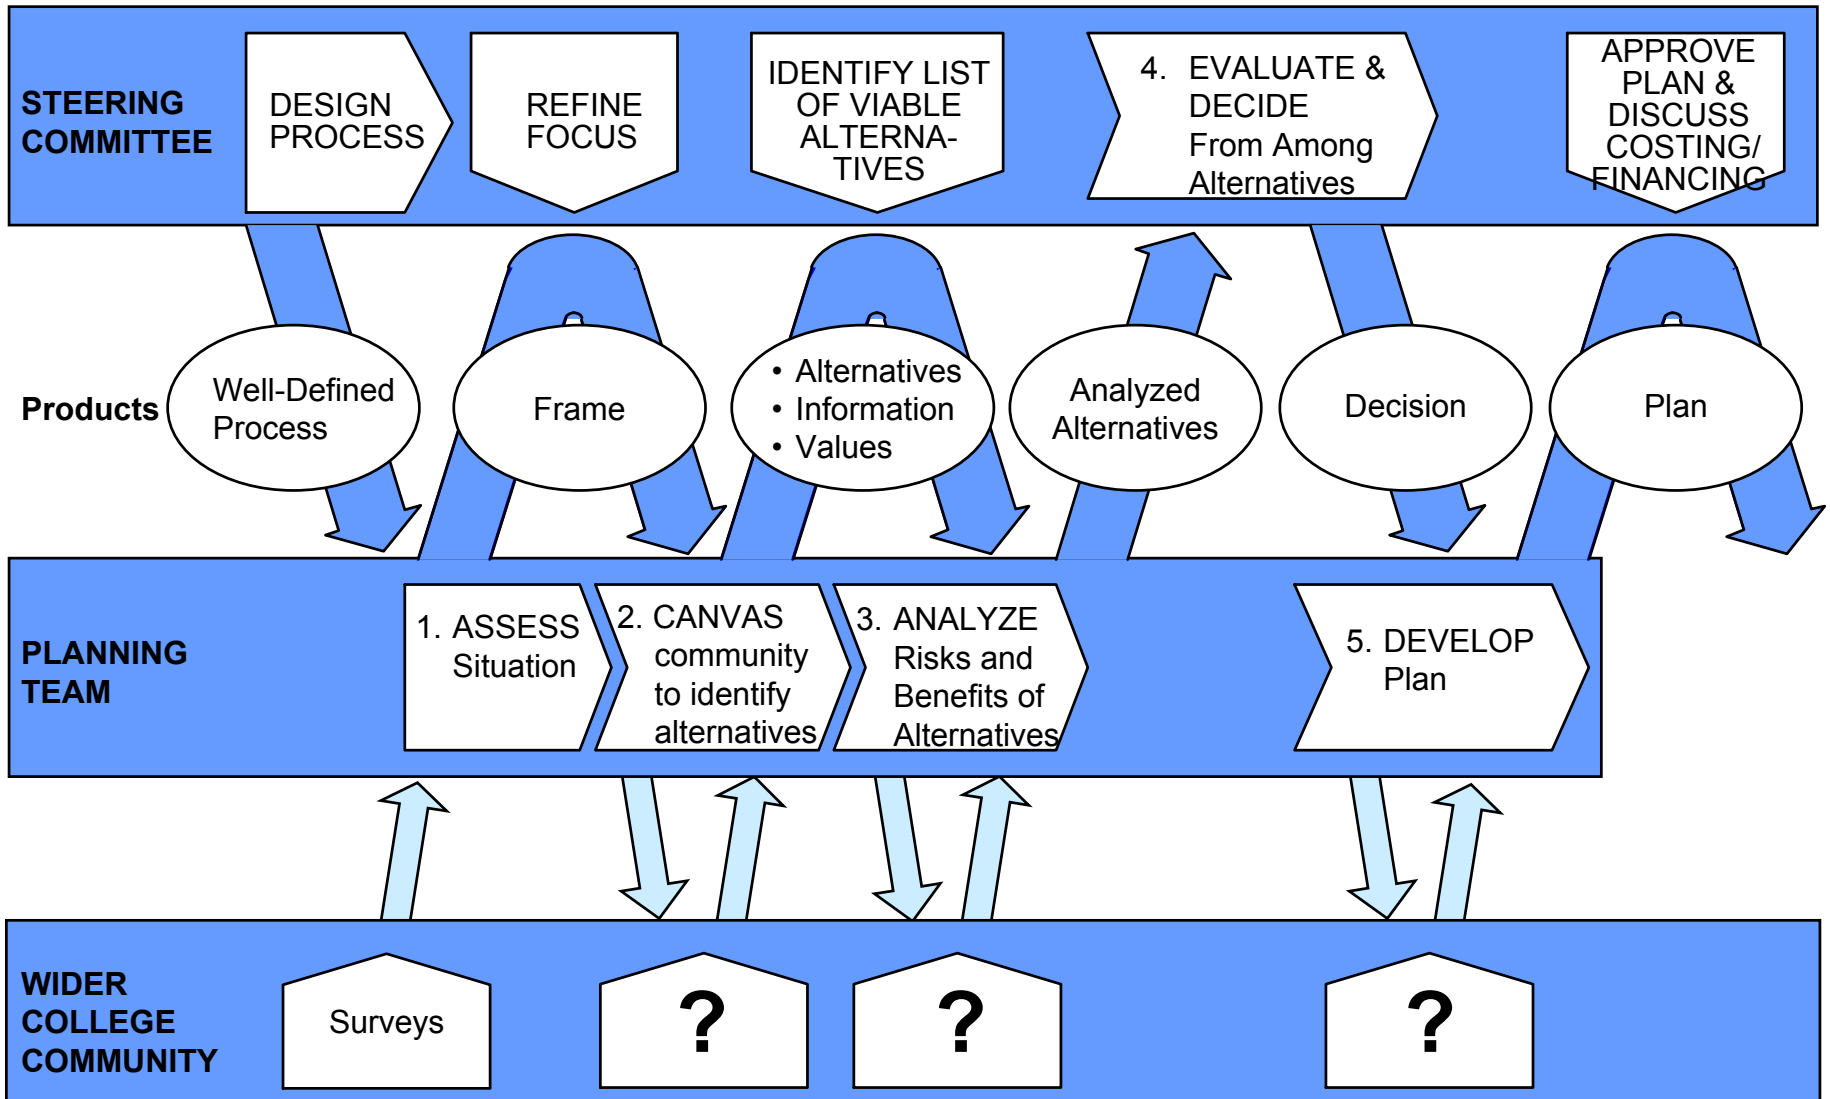 STEERING
COMMITTEE
DESIGN
PROCESS
REFINE
FOCUS
IDENTIFY LIST
OF VIABLE
ALTERNA-
TIVES
4. EVALUATE &
DECIDE
From Among
Alternatives
APPROVE
PLAN &
DISCUSS
COSTING/
FINANCING
Products
Well-Defined
Process
Frame
• Alternatives
• Information
• Values
Analyzed
Alternatives
Decision
Plan
PLANNING
TEAM
1. ASSESS
Situation
2. CANVAS
community
to identify
alternatives
3. ANALYZE
Risks and
Benefits of
Alternatives
5. DEVELOP
Plan
WIDER
COLLEGE
COMMUNITY
Surveys
?
?
?